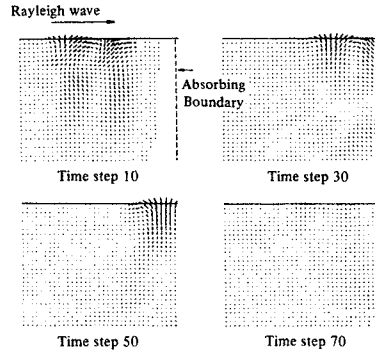 Rayleigh wave
Absorbing
Boundary
Time step 10
Time step 30
Time step 50
Time step 70